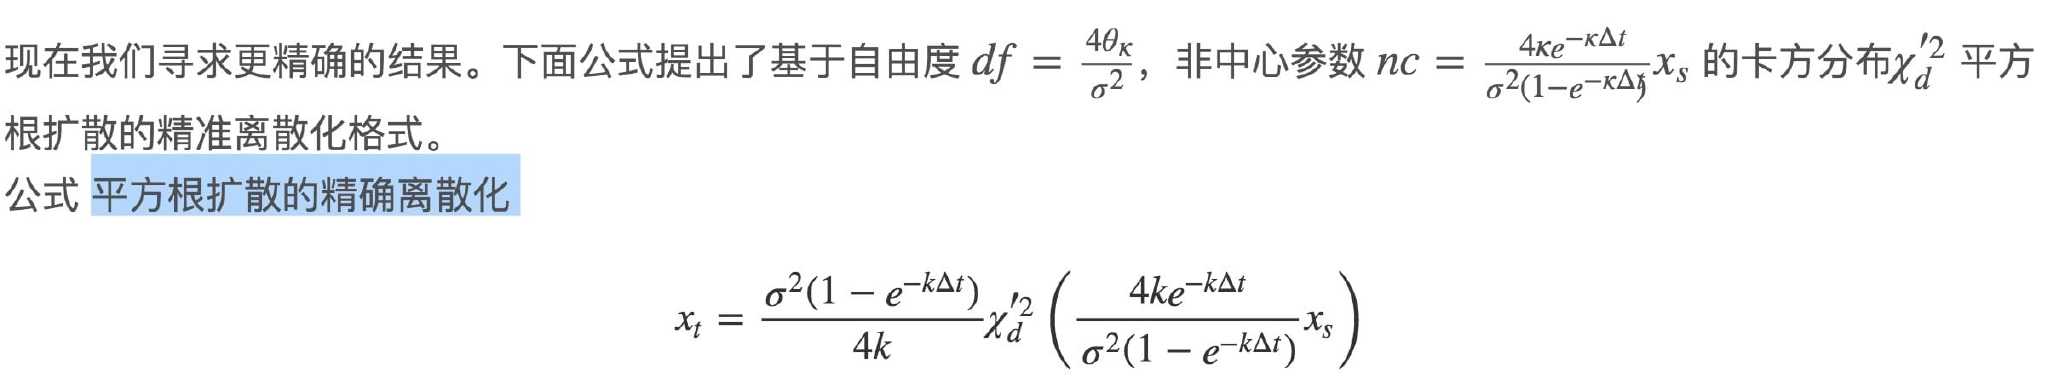 现在我们寻求更精确的结果。下面公式提出了基于自由度 $df = \frac{4\theta_\kappa}{\sigma^2}$，非中心参数 $nc = \frac{4\kappa e^{-\kappa\Delta t}}{\sigma^2(1-e^{-\kappa\Delta t})} x_s$ 的卡方分布$\chi_d'^2$ 平方
根扩散的精准离散化格式。
公式 平方根扩散的精确离散化
$x_t = \frac{\sigma^2(1-e^{-k\Delta t})}{4k} \chi_d'^2 \left( \frac{4ke^{-k\Delta t}}{\sigma^2(1-e^{-k\Delta t})} x_s \right)$